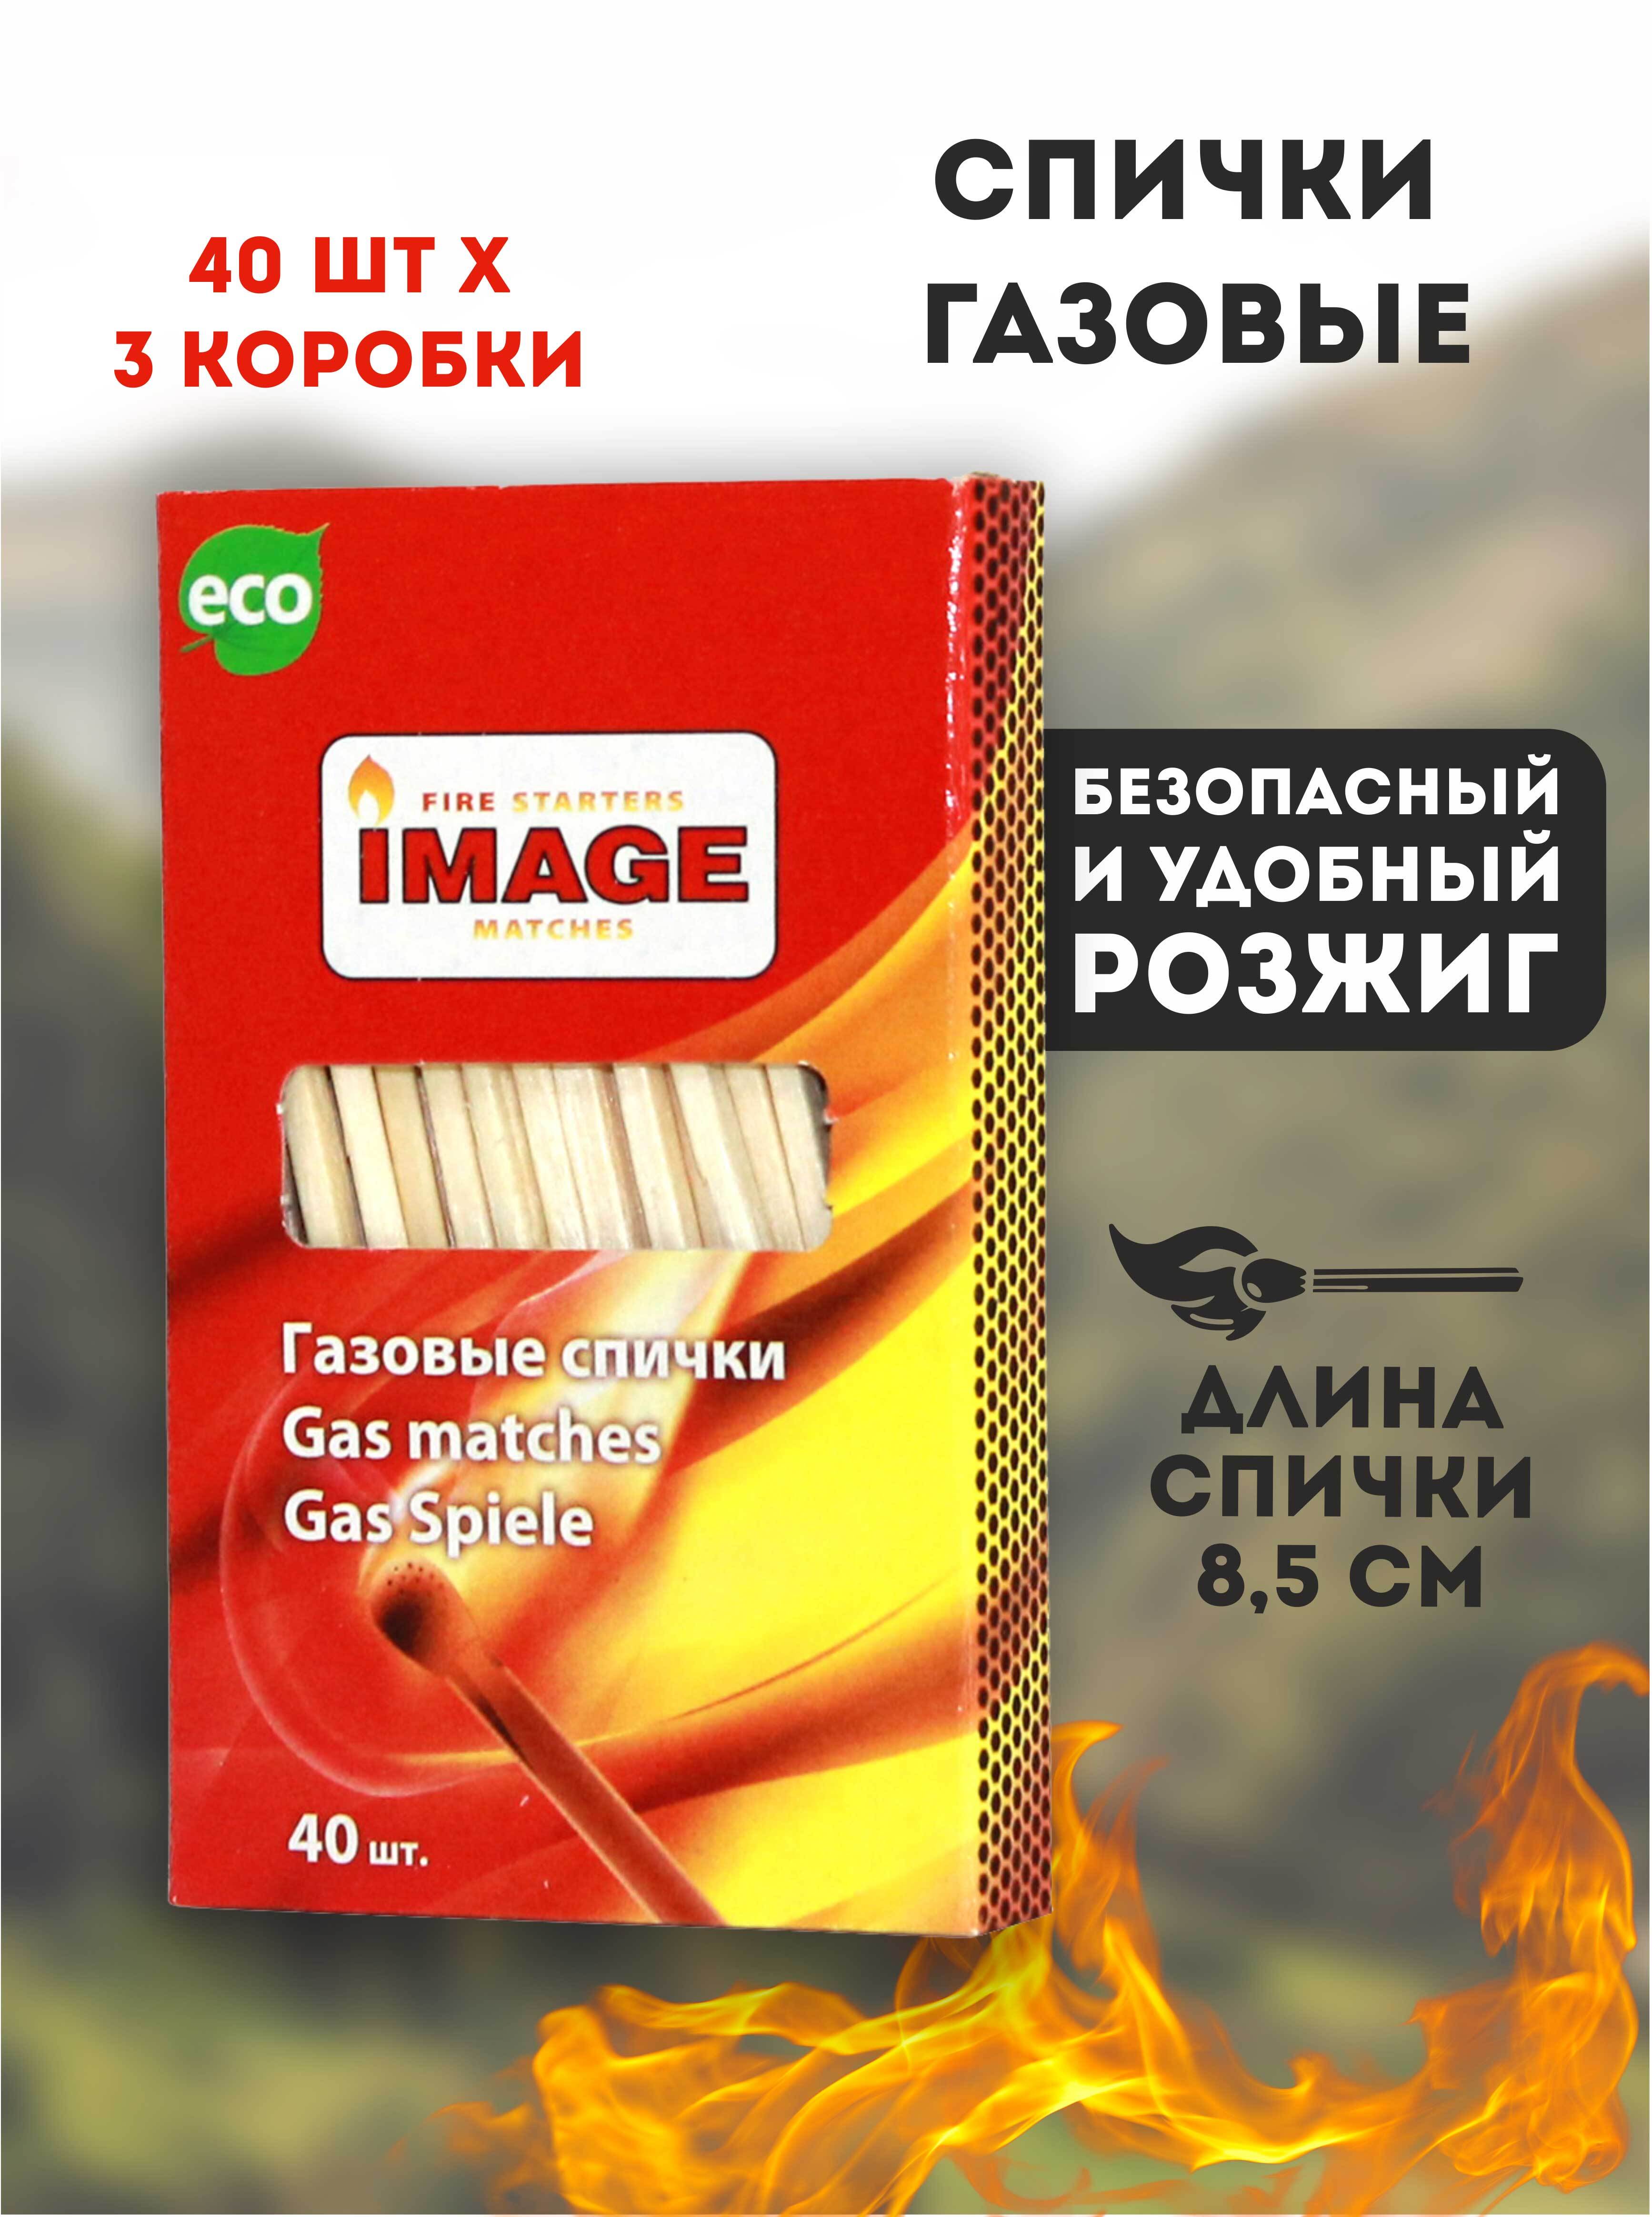 СПИЧКИ
ГАЗОВЫЕ
40 ШТ Х
3 КОРОБКИ
eco
FIRE STARTERS
IMAGE
MATCHES
БЕЗОПАСНЫЙ
И УДОБНЫЙ
РОЗЖИГ
Газовые спички
Gas matches
Gas Spiele
40 шт.
ДЛИНА
СПИЧКИ
8,5 СМ